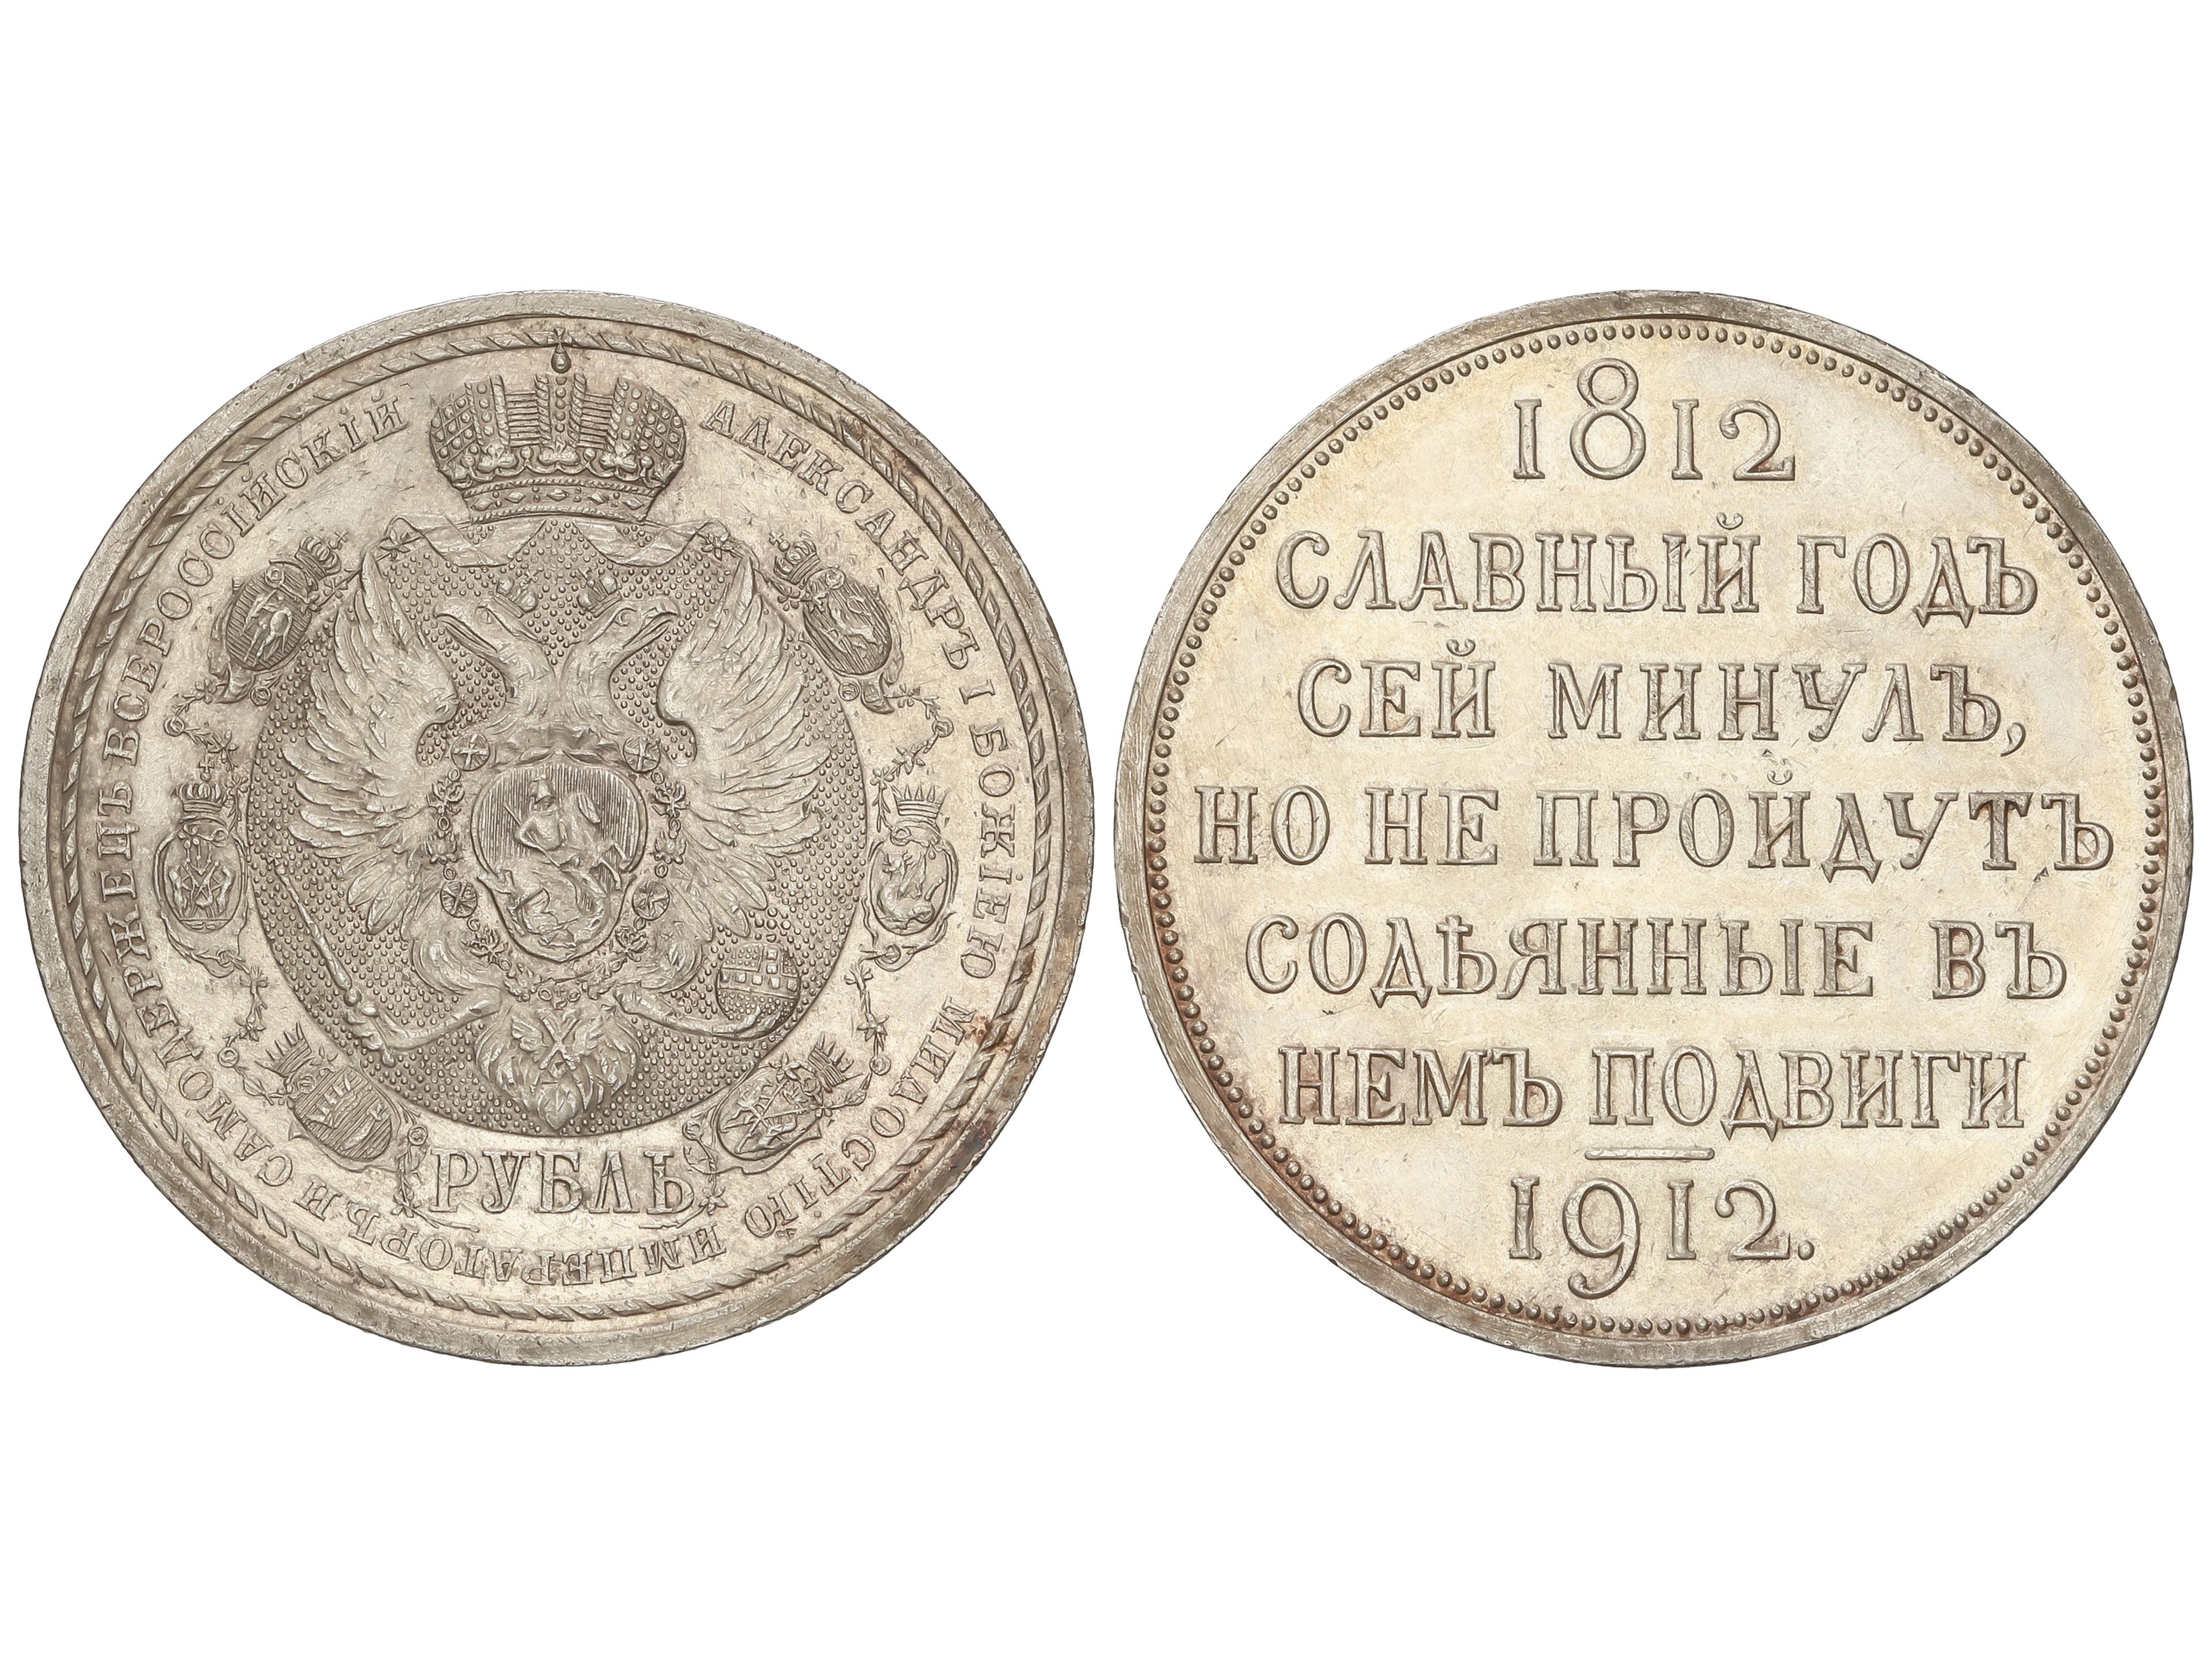 АЛЕКСАНДРЪ I БОЖІЕЮ МИЛОСТІЮ ИМПЕРАТОРЪ И САМОДЕРЖЕЦЪ ВСЕРОССІЙСКІЙ
РУБЛЬ
1812
СЛАВНЫЙ ГОДЪ
СЕЙ МИНУЛЪ,
НО НЕ ПРОЙДУТЪ
СОДѢЯННЫЕ ВЪ
НЕМЪ ПОДВИГИ
1912.